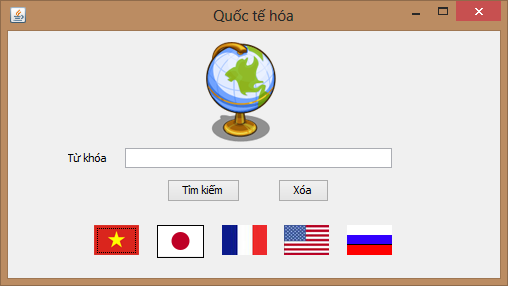 Quốc tế hóa
Từ khóa
Tìm kiếm
Xóa